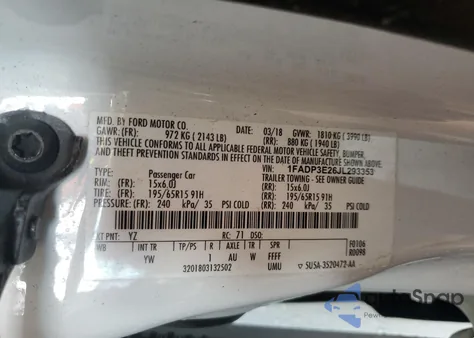 MFD. BY FORD MOTOR CO.
DATE: 03/18 GVWR: 1810 KG (3990 LB)
GAWR: (FR): 972 KG (2143 LB) (RR): 880 KG (1940 LB)
THIS VEHICLE CONFORMS TO ALL APPLICABLE FEDERAL MOTOR VEHICLE SAFETY, BUMPER,
AND THEFT PREVENTION STANDARDS IN EFFECT ON THE DATE OF MANUFACTURE SHOWN ABOVE.
VIN: 1FADP3E26JL293353
TYPE: Passenger Car TRAILER TOWING - SEE OWNER GUIDE
RIM: (FR): 15x6.0J (RR): 15x6.0J
TIRE: (FR): 195/65R15 91H (RR): 195/65R15 91H
PRESSURE: (FR): 240 kPa/ 35 PSI COLD (RR): 240 kPa/ 35 PSI COLD
EXT PNT: YZ RC: 71 DSO:
WB INT TR TP/PS R AXLE TR SPR F0106
YW 1 AU W FFFF R0098
3201803132502 UMU ▽ 5U5A-3520472-AA
AutoSnap